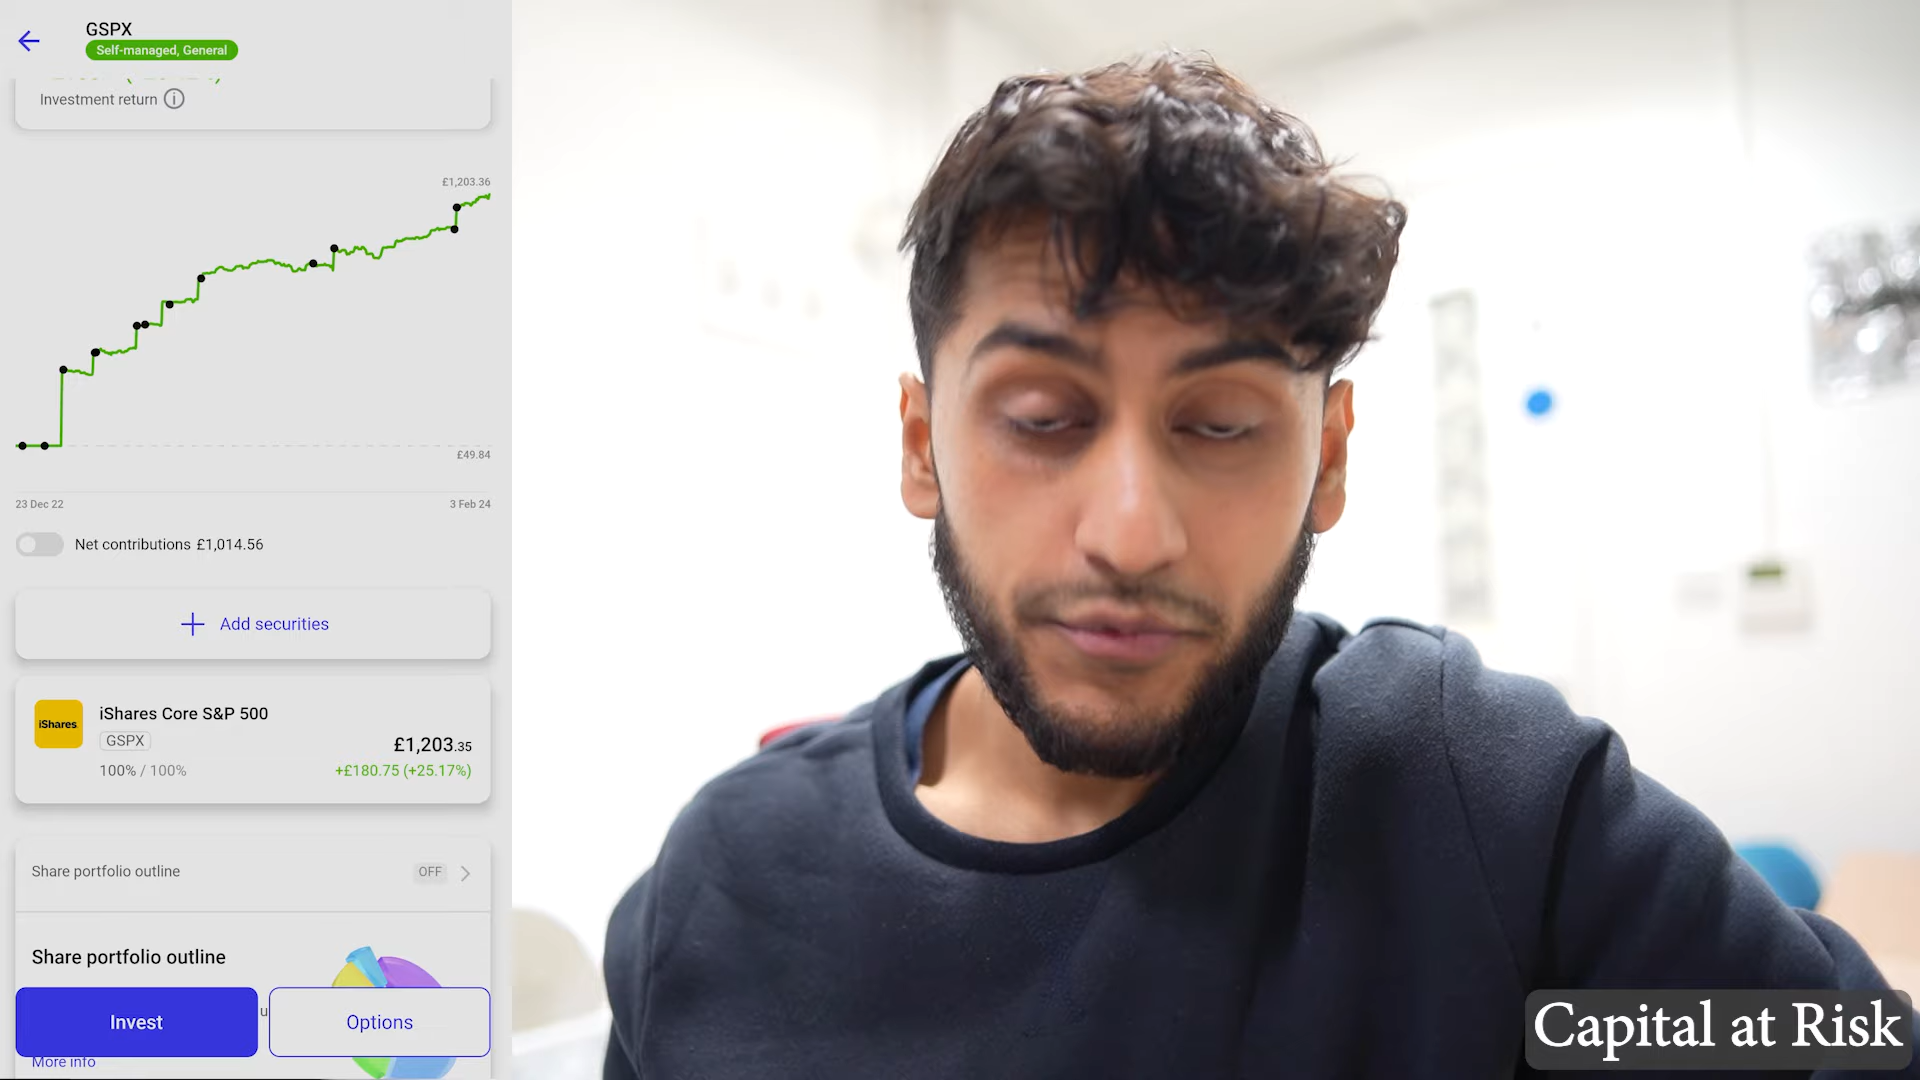 GSPX
Self-managed, General
Investment return
£1,203.36
£49.84
23 Dec 22
3 Feb 24
Net contributions £1,014.56
Add securities
iShares.
iShares Core S&P 500
GSPX
£1,203.35
100% / 100%
+£180.75 (+25.17%)
Share portfolio outline
OFF
Share portfolio outline
Invest
u
Options
More info
Capital at Risk